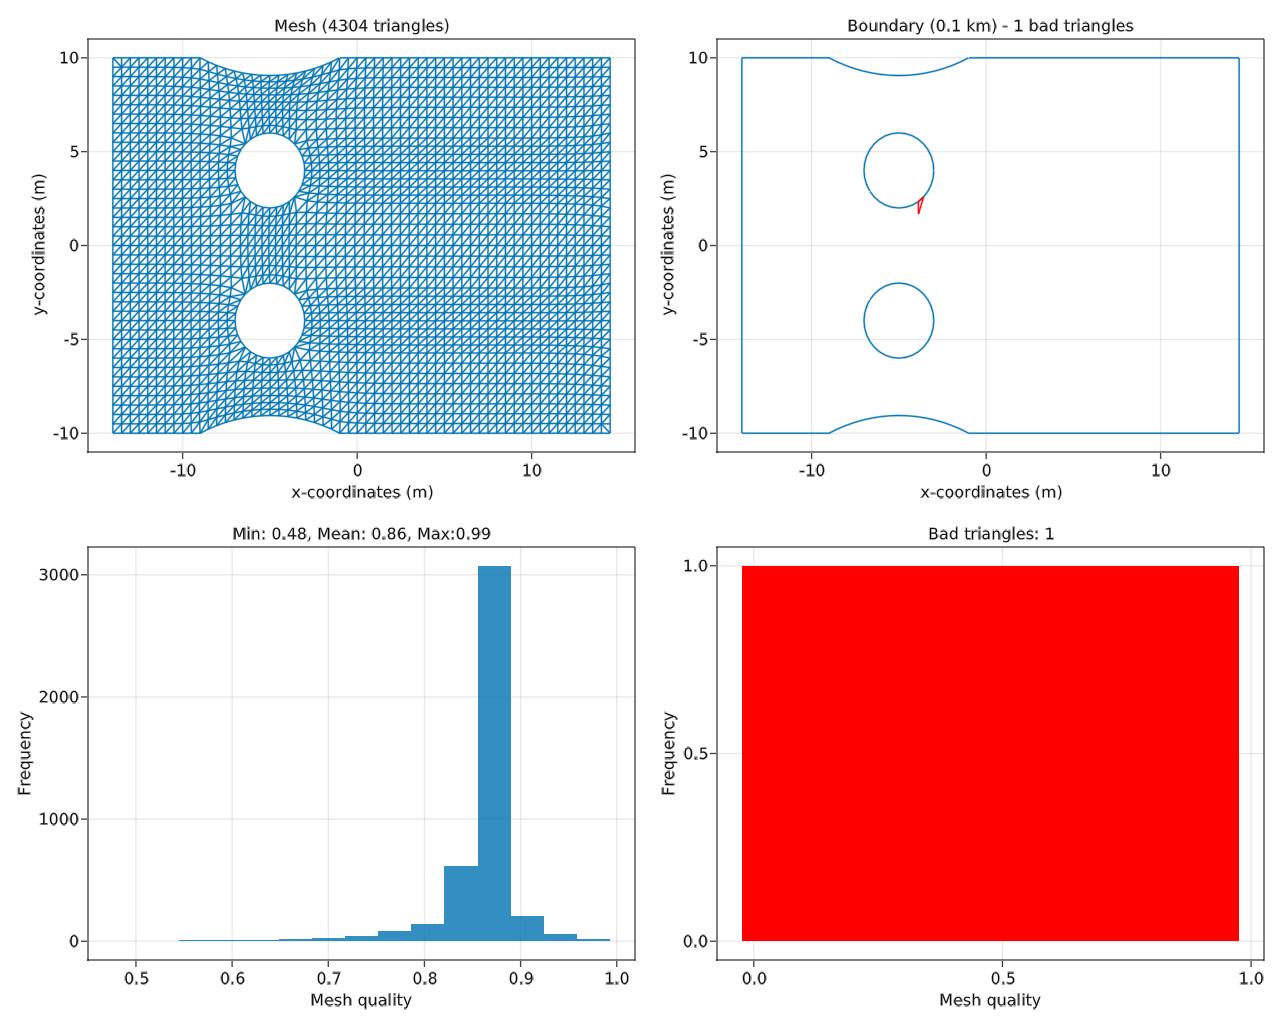 Mesh (4304 triangles)
10
5
0
-5
-10
y-coordinates (m)
-10
0
10
x-coordinates (m)
Boundary (0.1 km) - 1 bad triangles
10
5
0
-5
-10
y-coordinates (m)
-10
0
10
x-coordinates (m)
Min: 0.48, Mean: 0.86, Max:0.99
3000
2000
1000
0
Frequency
0.5
0.6
0.7
0.8
0.9
1.0
Mesh quality
Bad triangles: 1
1.0
0.5
0.0
Frequency
0.0
0.5
1.0
Mesh quality